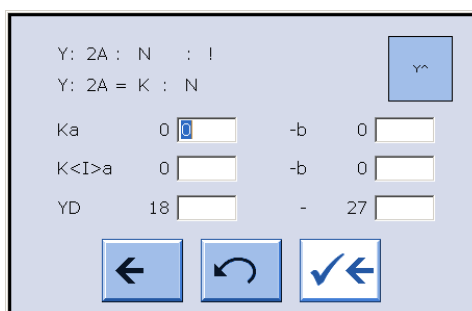 Y: 2A : N : !
Y: 2A = K : N
Y^
Ka 0 0 -b 0
K<I>a 0 -b 0
YD 18 - 27